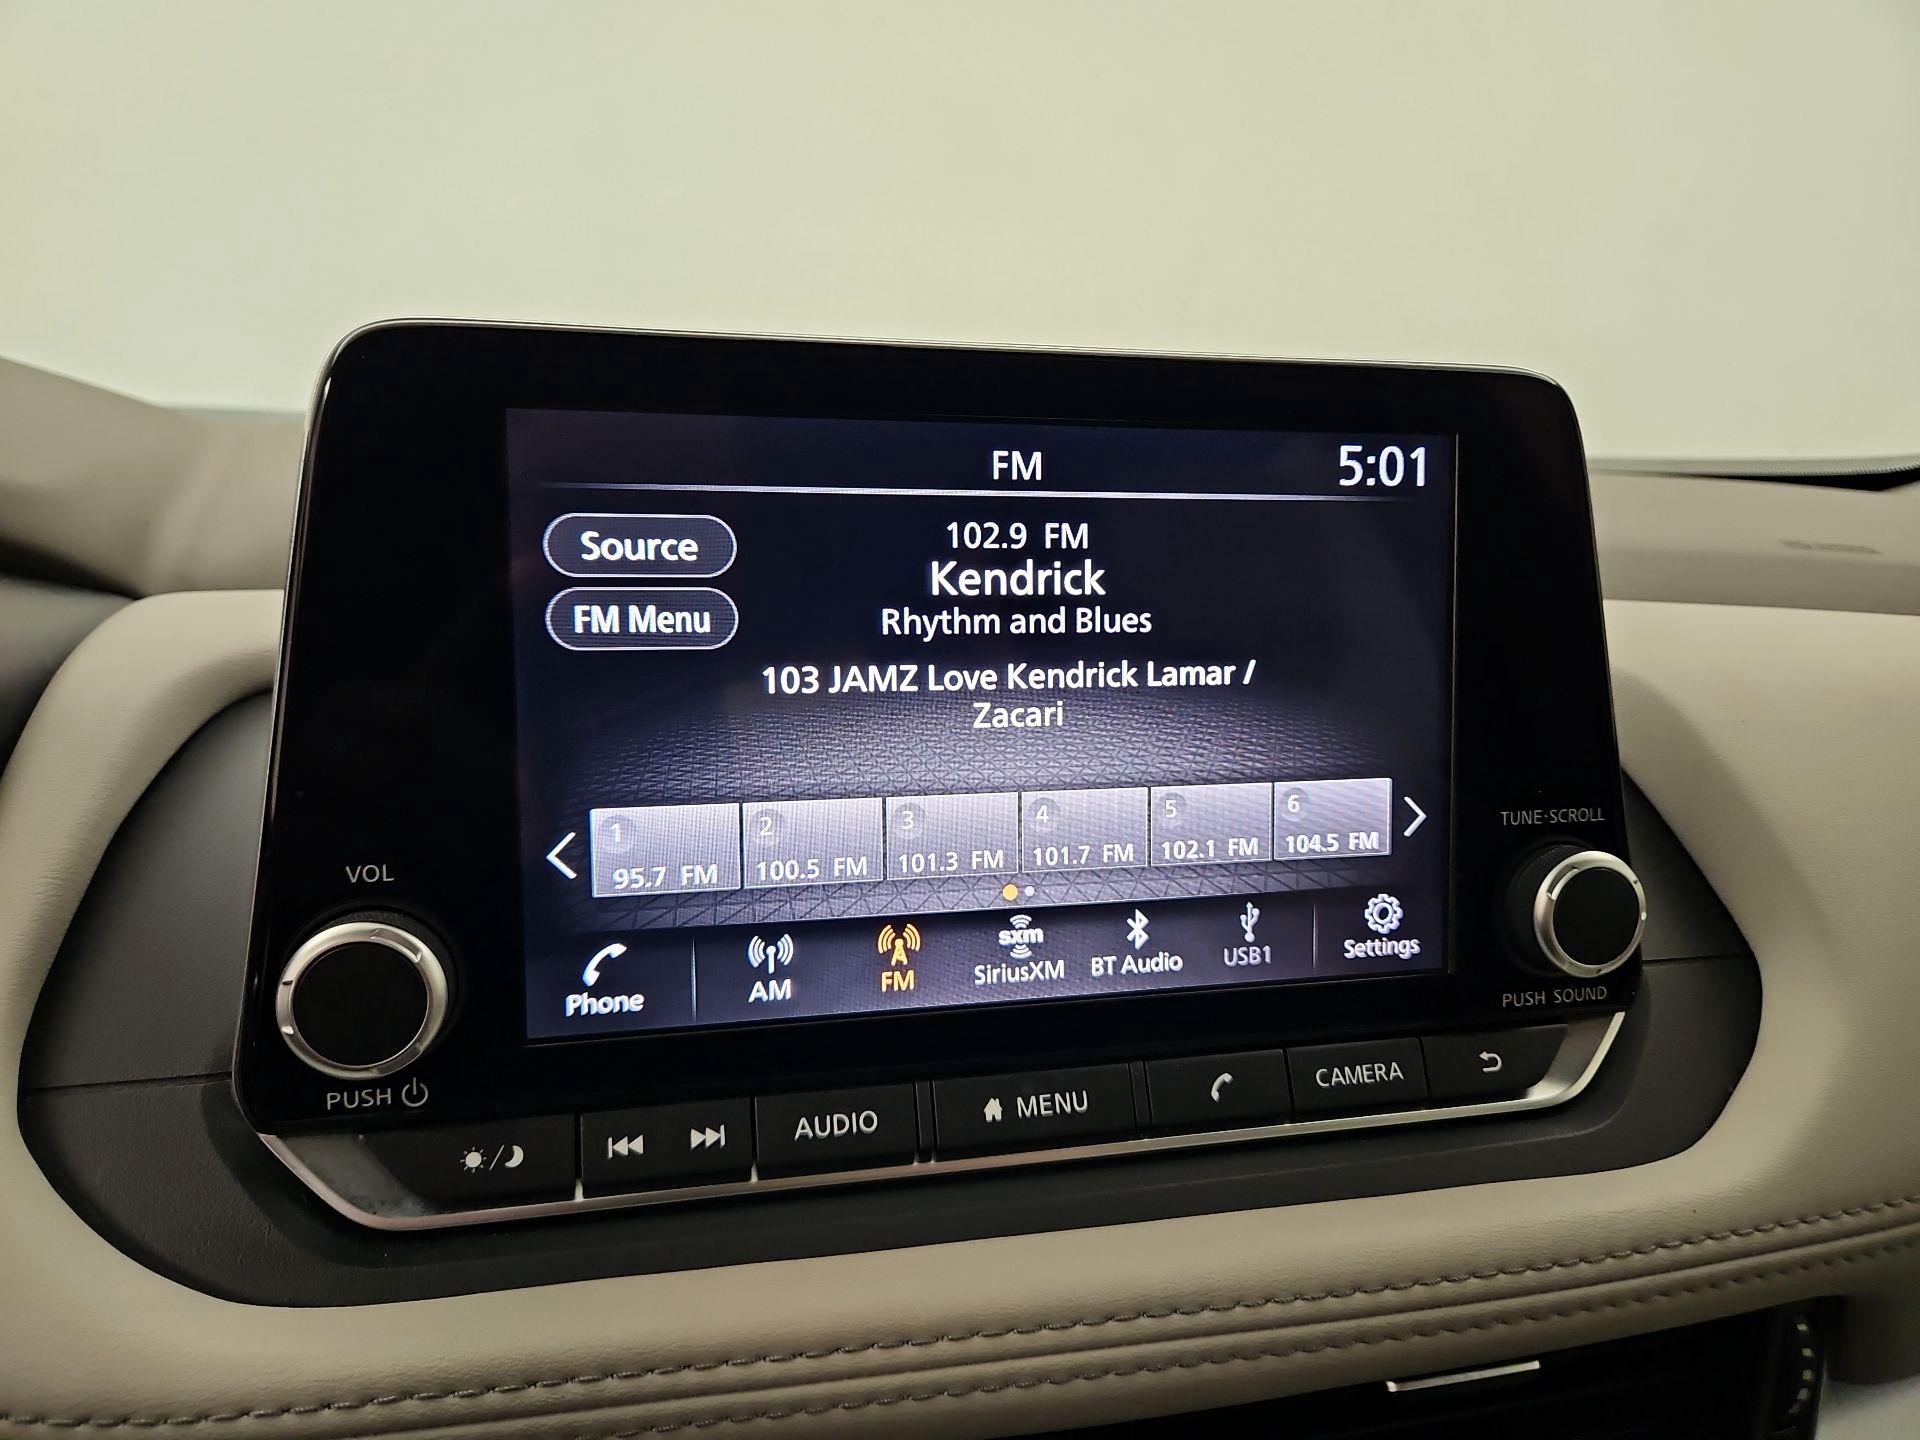 FM 5:01
Source
FM Menu
102.9 FM
Kendrick
Rhythm and Blues
103 JAMZ Love Kendrick Lamar /
Zacari
1 2 3 4 5 6
95.7 FM 100.5 FM 101.3 FM 101.7 FM 102.1 FM 104.5 FM
sxm
Phone AM FM SiriusXM BT Audio USB1 Settings
VOL
PUSH
TUNE·SCROLL
PUSH SOUND
AUDIO MENU CAMERA